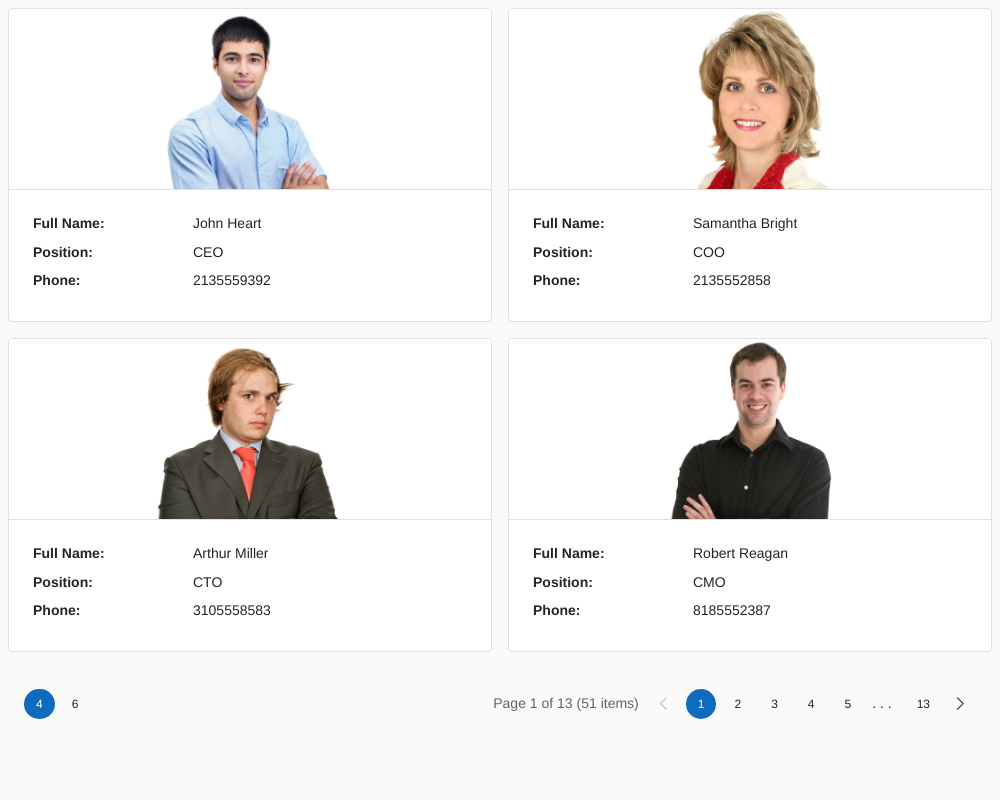 Full Name: John Heart
Position: CEO
Phone: 2135559392
Full Name: Samantha Bright
Position: COO
Phone: 2135552858
Full Name: Arthur Miller
Position: CTO
Phone: 3105558583
Full Name: Robert Reagan
Position: CMO
Phone: 8185552387
4 6 Page 1 of 13 (51 items) 1 2 3 4 5 . . . 13